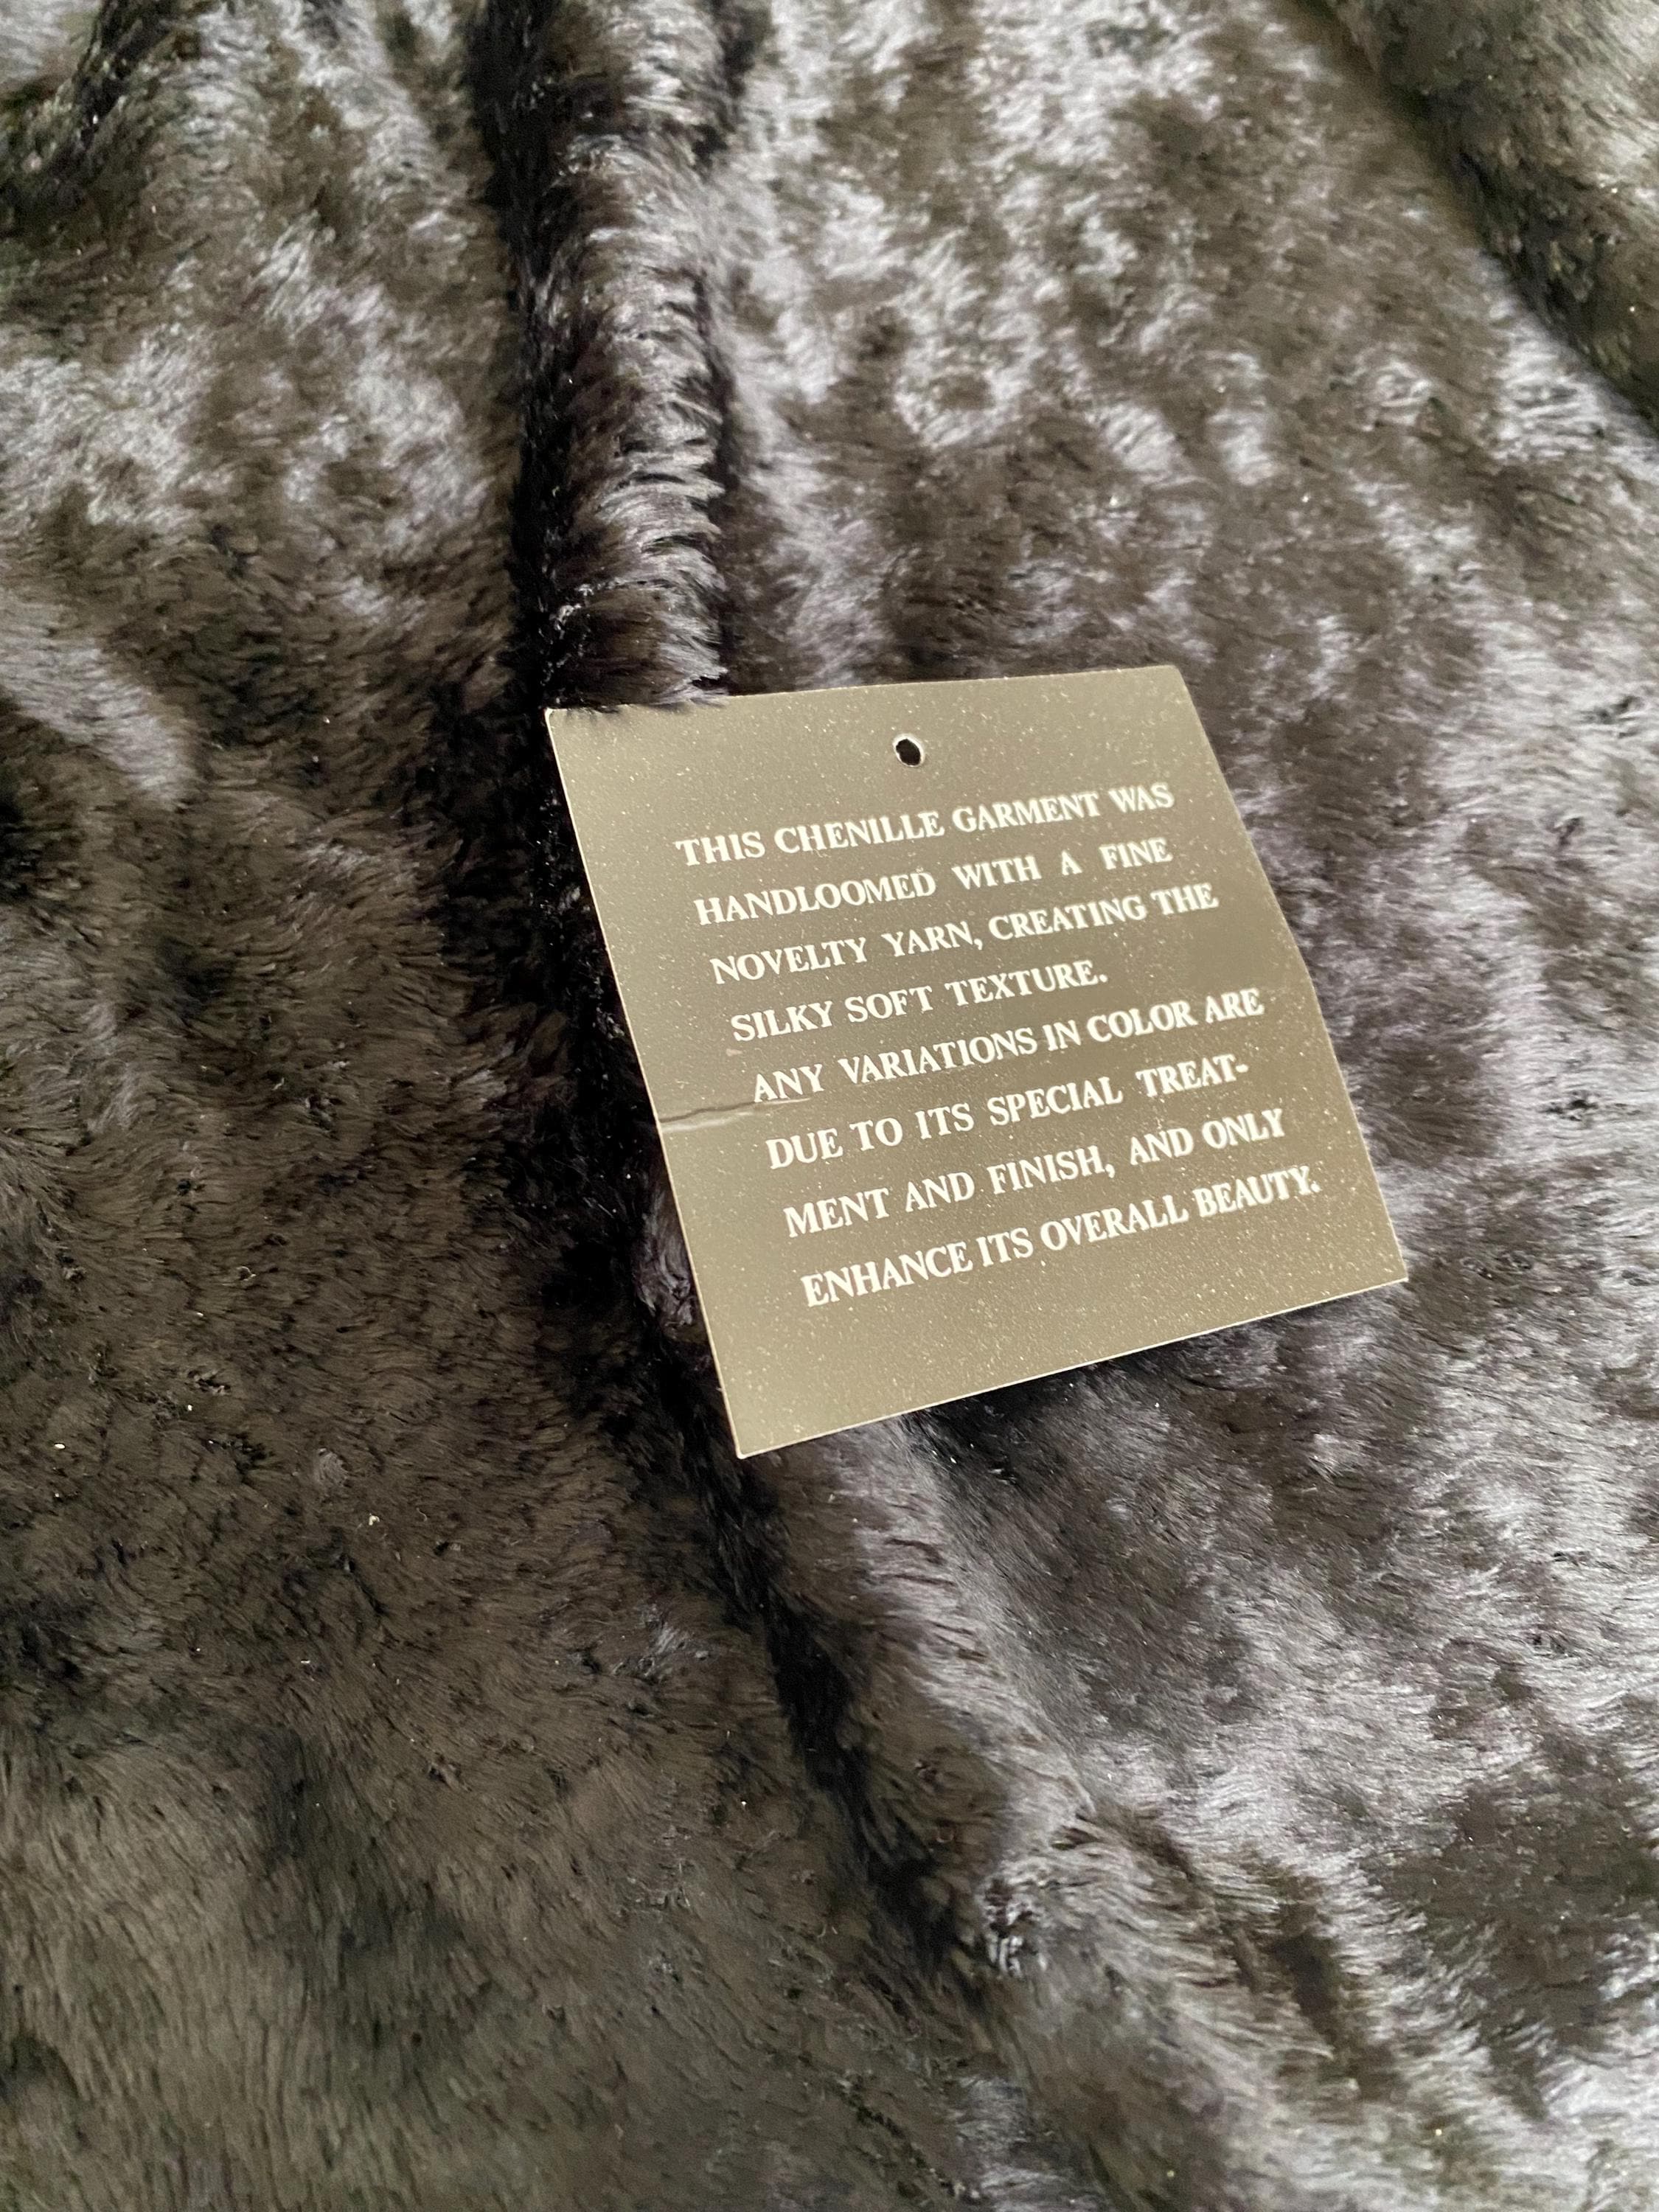 THIS CHENILLE GARMENT WAS
HANDLOOMED WITH A FINE
NOVELTY YARN, CREATING THE
SILKY SOFT TEXTURE.
ANY VARIATIONS IN COLOR ARE
DUE TO ITS SPECIAL TREAT-
MENT AND FINISH, AND ONLY
ENHANCE ITS OVERALL BEAUTY.